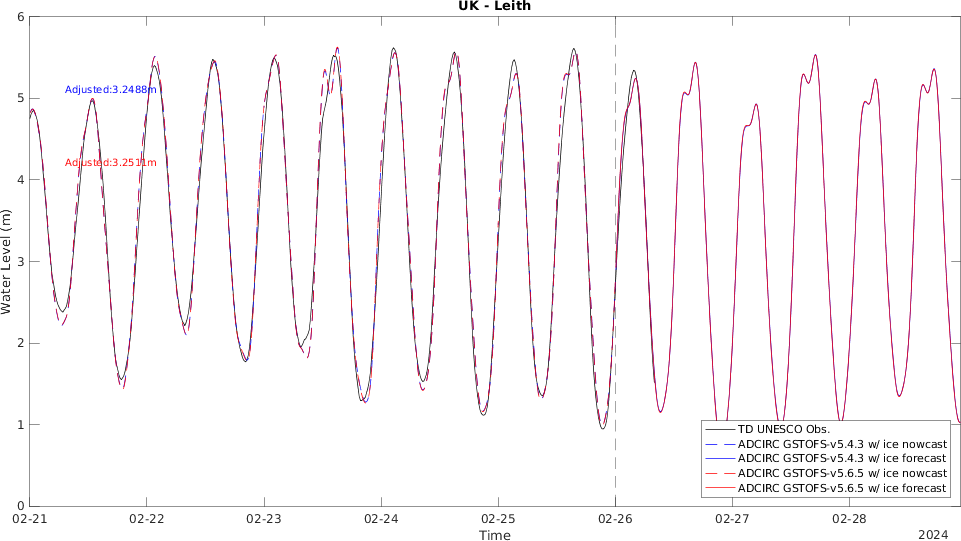 UK - Leith
6
5
4
3
2
1
0
Water Level (m)
Adjusted:3.2488m
Adjusted:3.2511m
TD UNESCO Obs.
ADCIRC GSTOFS-v5.4.3 w/ ice nowcast
ADCIRC GSTOFS-v5.4.3 w/ ice forecast
ADCIRC GSTOFS-v5.6.5 w/ ice nowcast
ADCIRC GSTOFS-v5.6.5 w/ ice forecast
02-21 02-22 02-23 02-24 02-25 02-26 02-27 02-28
Time
2024